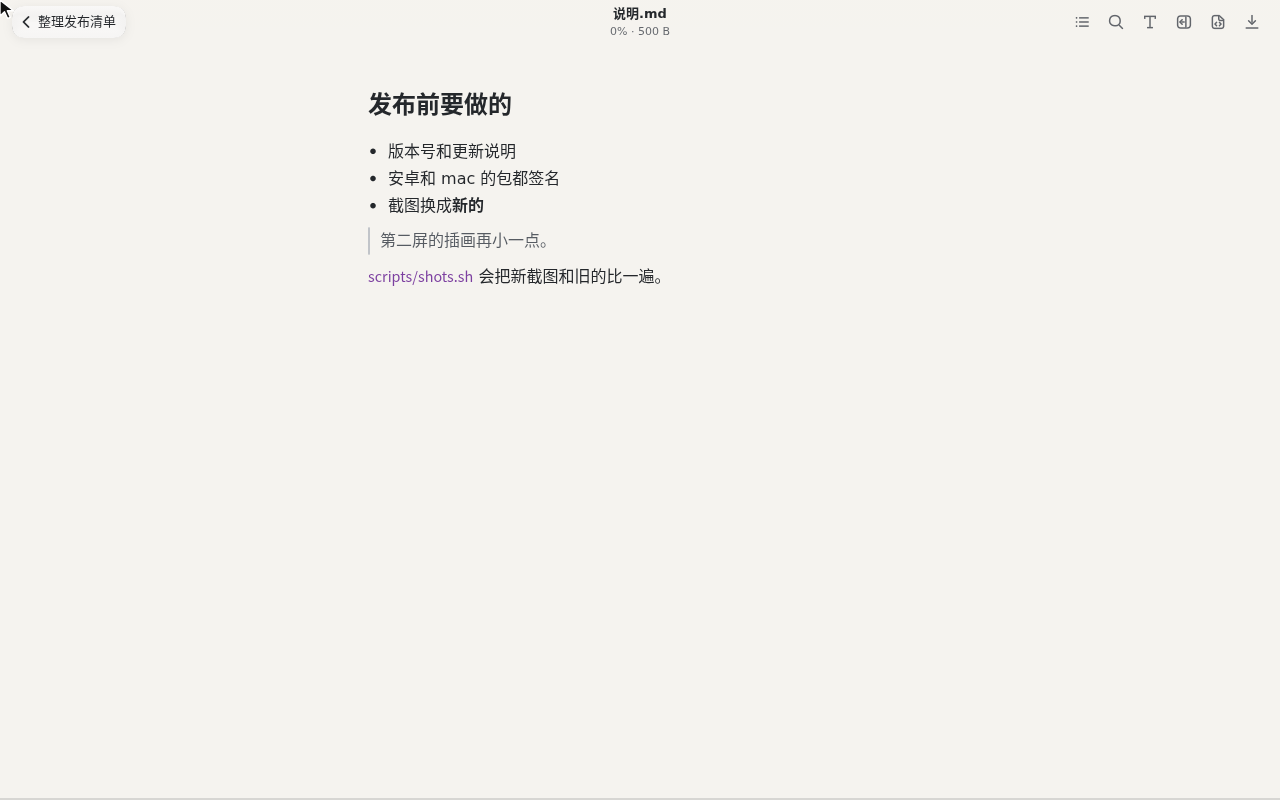 整理发布清单
说明.md
0% · 500 B
发布前要做的
• 版本号和更新说明
• 安卓和 mac 的包都签名
• 截图换成新的
第二屏的插画再小一点。
scripts/shots.sh 会把新截图和旧的比一遍。